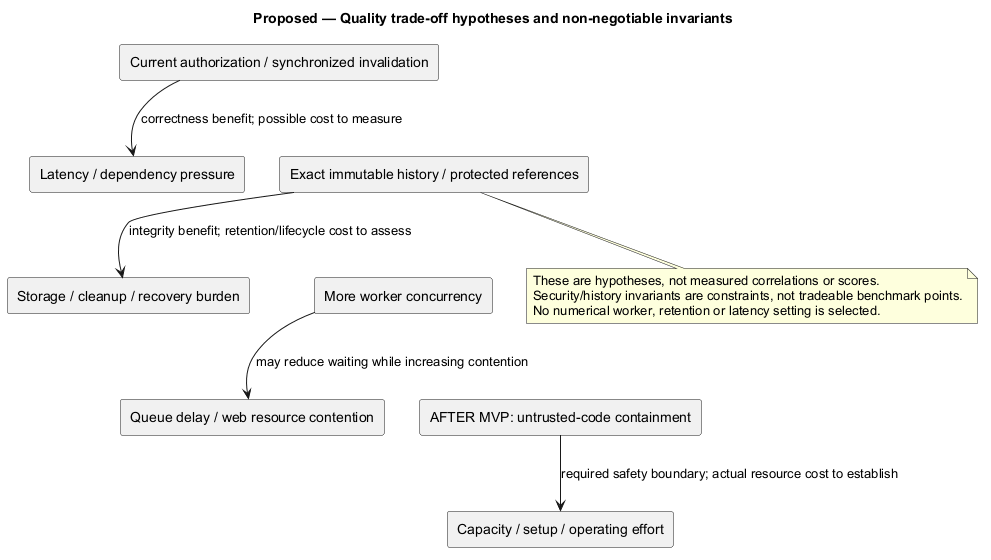 Proposed — Quality trade-off hypotheses and non-negotiable invariants
Current authorization / synchronized invalidation
correctness benefit; possible cost to measure
Latency / dependency pressure
Exact immutable history / protected references
integrity benefit; retention/lifecycle cost to assess
Storage / cleanup / recovery burden
More worker concurrency
These are hypotheses, not measured correlations or scores.
Security/history invariants are constraints, not tradeable benchmark points.
No numerical worker, retention or latency setting is selected.
may reduce waiting while increasing contention
Queue delay / web resource contention
AFTER MVP: untrusted-code containment
required safety boundary; actual resource cost to establish
Capacity / setup / operating effort